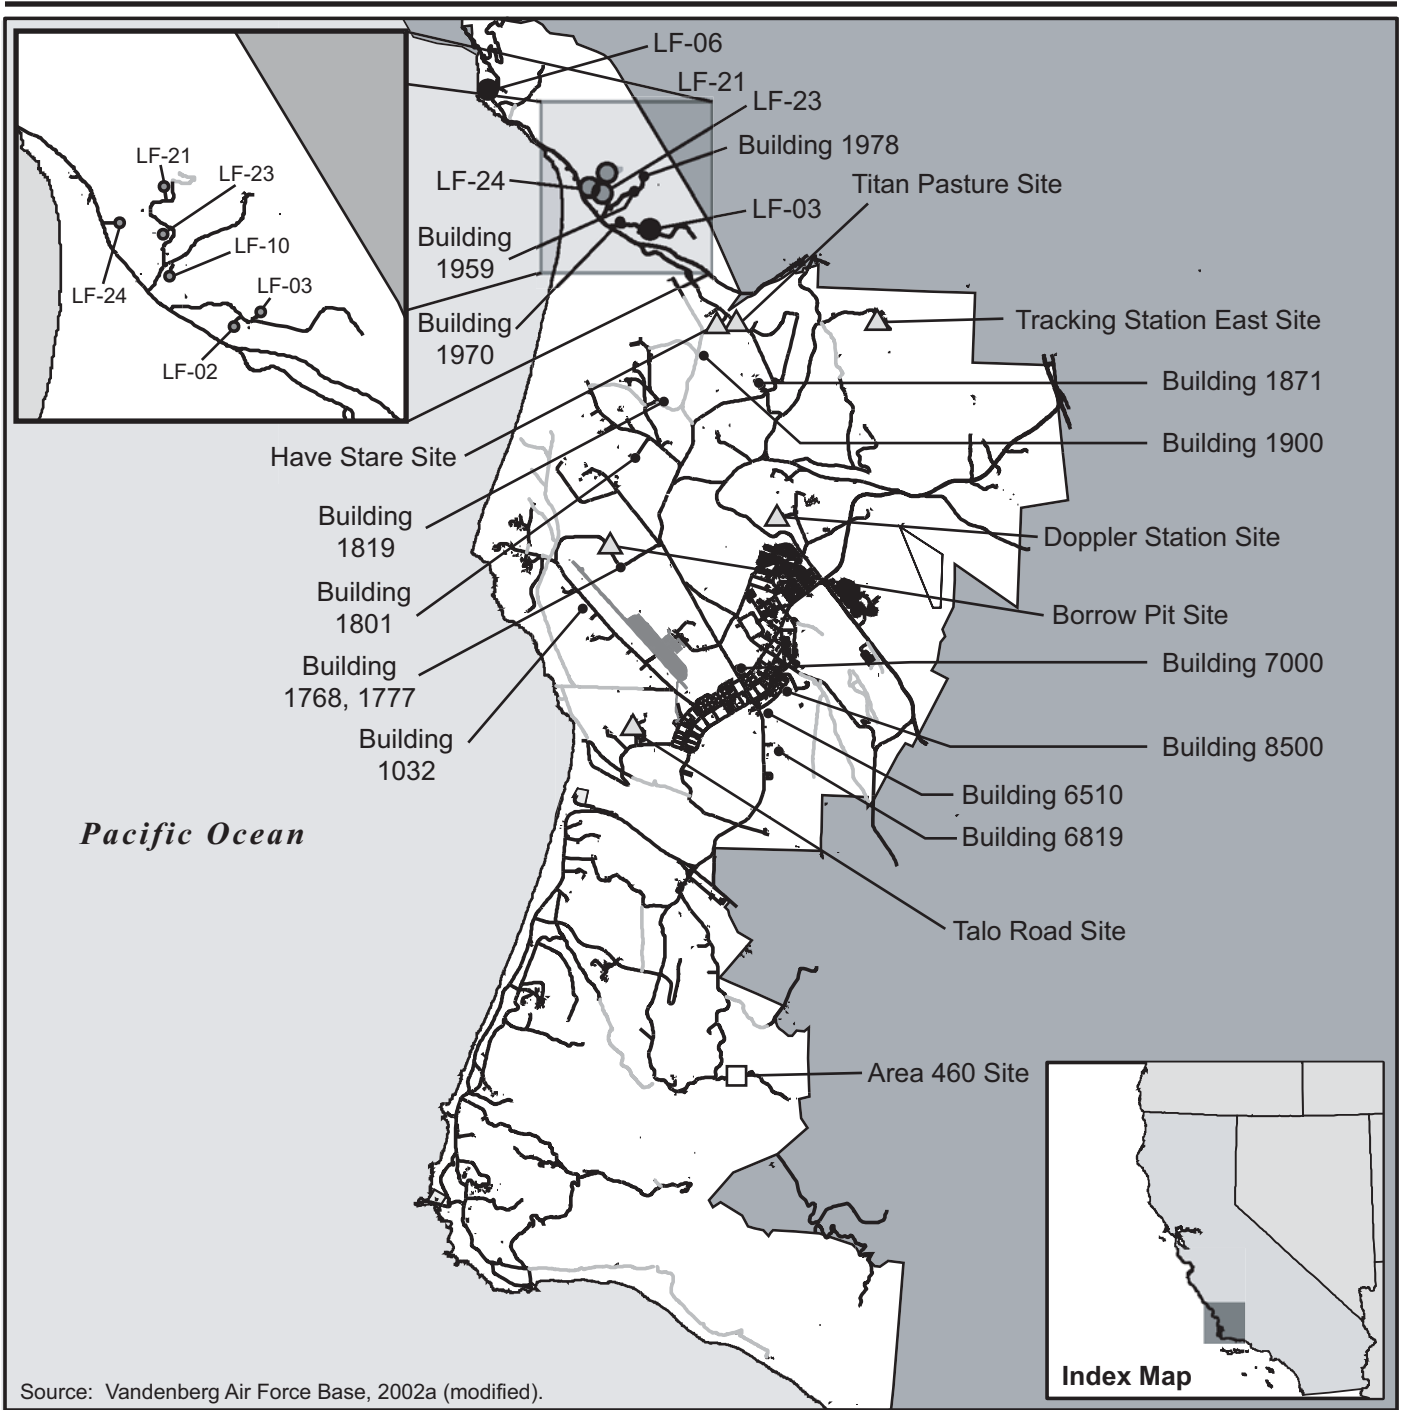 LF-06
LF-21
LF-23
Building 1978
LF-24
Titan Pasture Site
LF-03
Building
1959
Building
1970
LF-21
LF-23
LF-10
LF-03
LF-24
LF-02
Tracking Station East Site
Building 1871
Building 1900
Have Stare Site
Building
1819
Doppler Station Site
Building
1801
Borrow Pit Site
Building
1768, 1777
Building 7000
Building
1032
Building 8500
Building 6510
Pacific Ocean
Building 6819
Talo Road Site
Area 460 Site
Index Map
Source: Vandenberg Air Force Base, 2002a (modified).